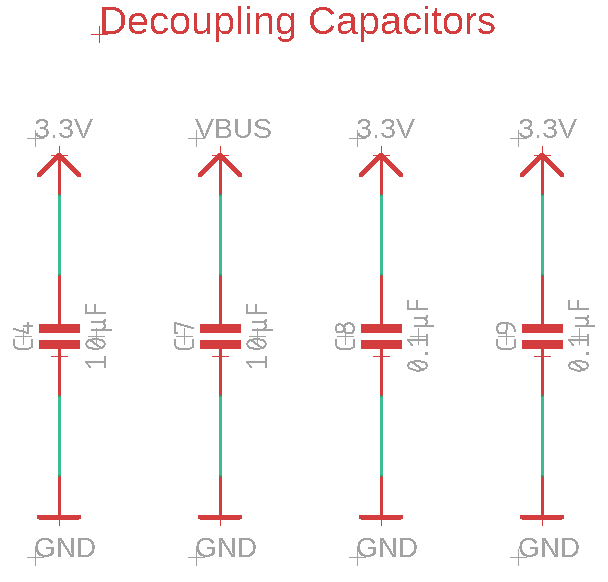 Decoupling Capacitors
3.3V VBUS 3.3V 3.3V
C4 10µF C7 10µF C8 0.1µF C9 0.1µF
GND GND GND GND